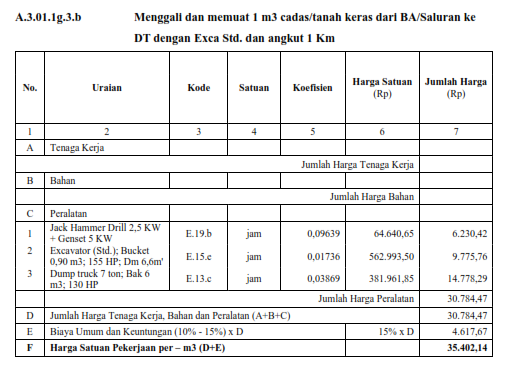 A.3.01.1g.3.b Menggali dan memuat 1 m3 cadas/tanah keras dari BA/Saluran ke
DT dengan Exca Std. dan angkut 1 Km
No. Uraian Kode Satuan Koefisien Harga Satuan (Rp) Jumlah Harga (Rp)
1 2 3 4 5 6 7
A Tenaga Kerja
Jumlah Harga Tenaga Kerja
B Bahan
Jumlah Harga Bahan
C Peralatan
1 Jack Hammer Drill 2,5 KW + Genset 5 KW E.19.b jam 0,09639 64.640,65 6.230,42
2 Excavator (Std.); Bucket 0,90 m3; 155 HP; Dm 6,6m' E.15.e jam 0,01736 562.993,50 9.775,76
3 Dump truck 7 ton; Bak 6 m3; 130 HP E.13.c jam 0,03869 381.961,85 14.778,29
Jumlah Harga Peralatan 30.784,47
D Jumlah Harga Tenaga Kerja, Bahan dan Peralatan (A+B+C) 30.784,47
E Biaya Umum dan Keuntungan (10% - 15%) x D 15% x D 4.617,67
F Harga Satuan Pekerjaan per – m3 (D+E) 35.402,14